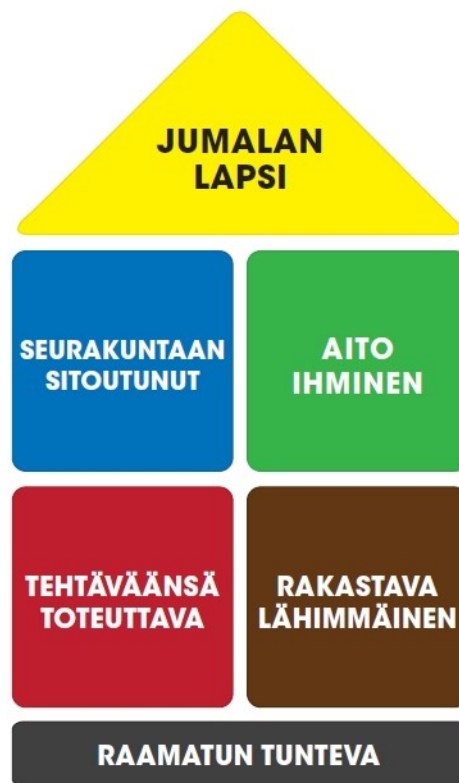 JUMALAN
LAPSI
SEURAKUNTAAN
SITOUTUNUT
AITO
IHMINEN
TEHTÄVÄÄNSÄ
TOTEUTTAVA
RAKASTAVA
LÄHIMMÄINEN
RAAMATUN TUNTEVA